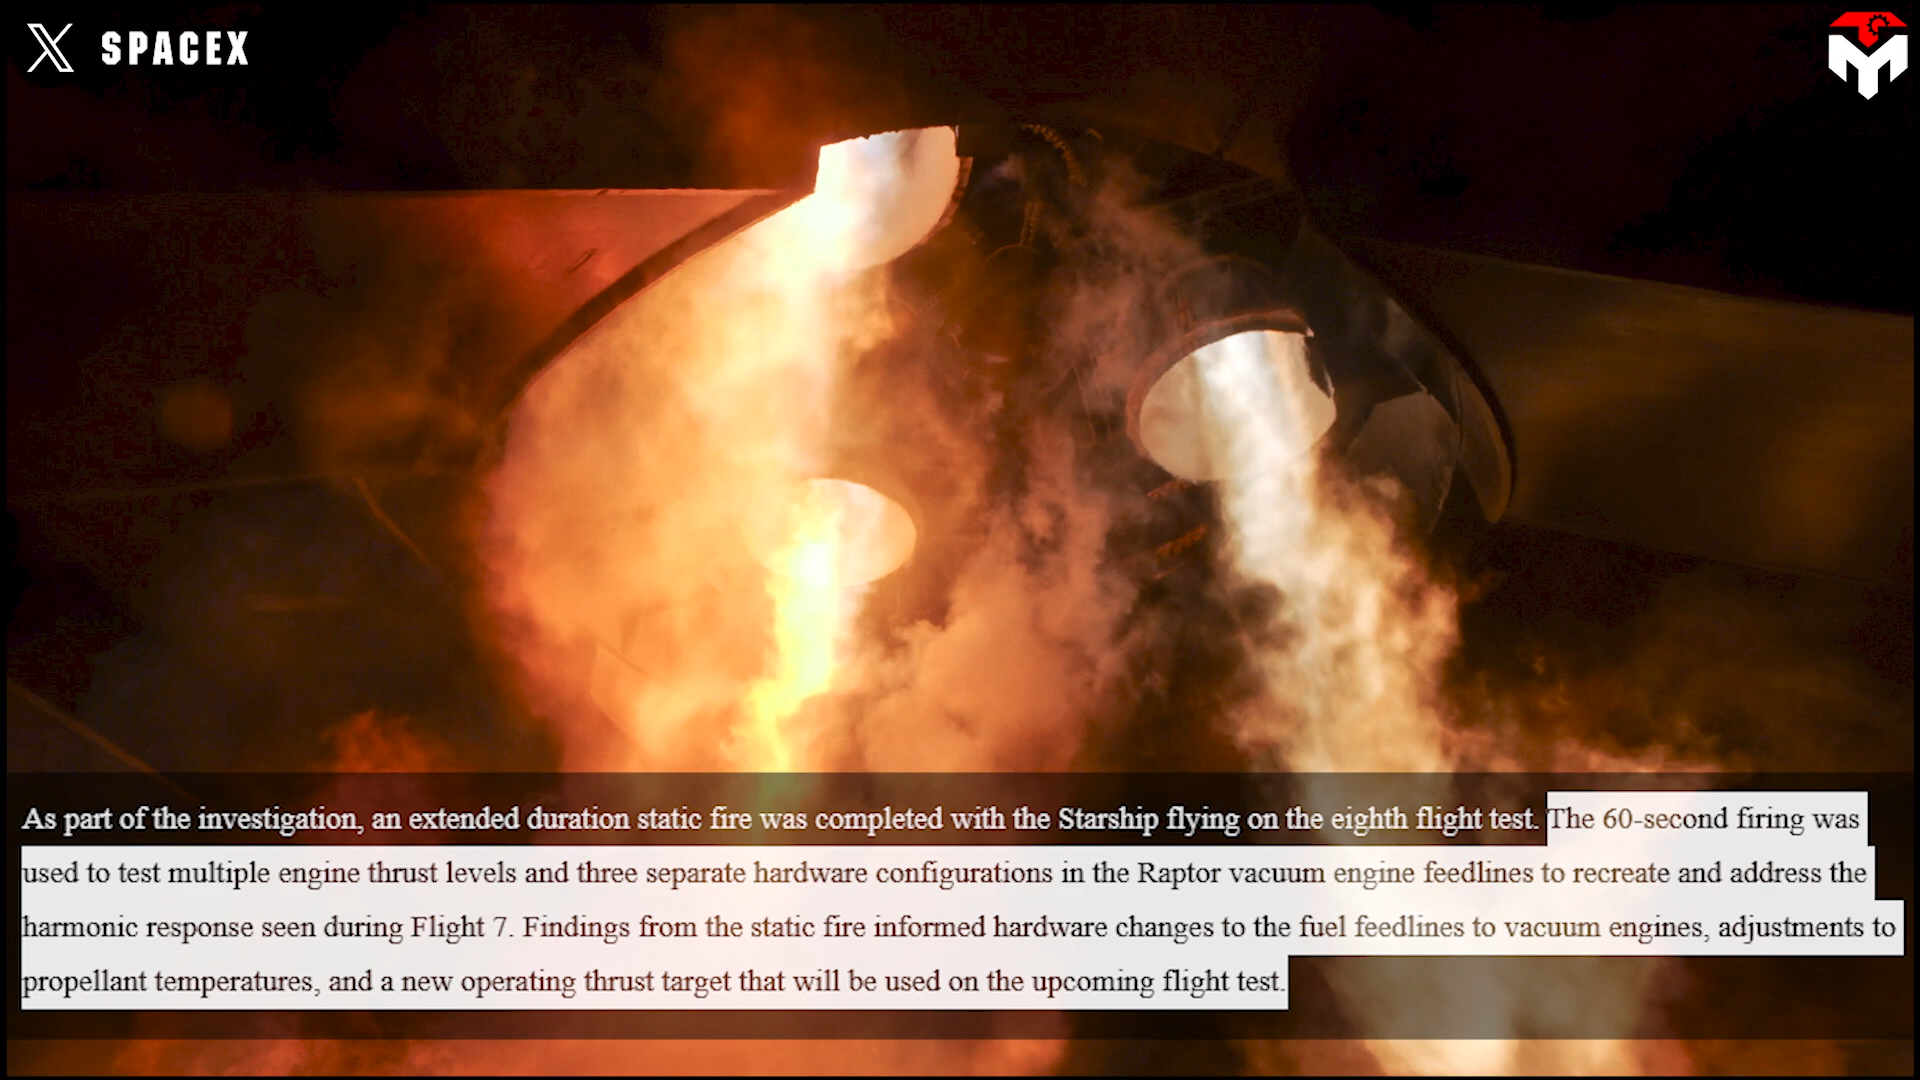 X SPACEX
M
As part of the investigation, an extended duration static fire was completed with the Starship flying on the eighth flight test. The 60-second firing was
used to test multiple engine thrust levels and three separate hardware configurations in the Raptor vacuum engine feedlines to recreate and address the
harmonic response seen during Flight 7. Findings from the static fire informed hardware changes to the fuel feedlines to vacuum engines, adjustments to
propellant temperatures, and a new operating thrust target that will be used on the upcoming flight test.